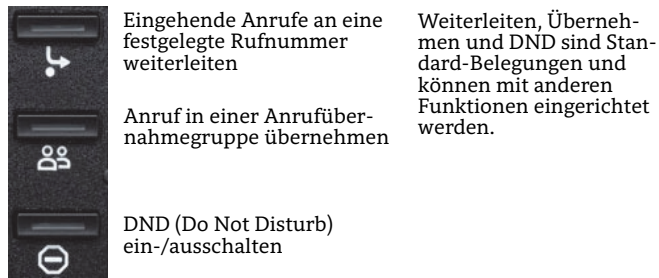 Eingehende Anrufe an eine
festgelegte Rufnummer
weiterleiten
Anruf in einer Anrufüber-
nahmegruppe übernehmen
DND (Do Not Disturb)
ein-/ausschalten
Weiterleiten, Überneh-
men und DND sind Stan-
dard-Belegungen und
können mit anderen
Funktionen eingerichtet
werden.